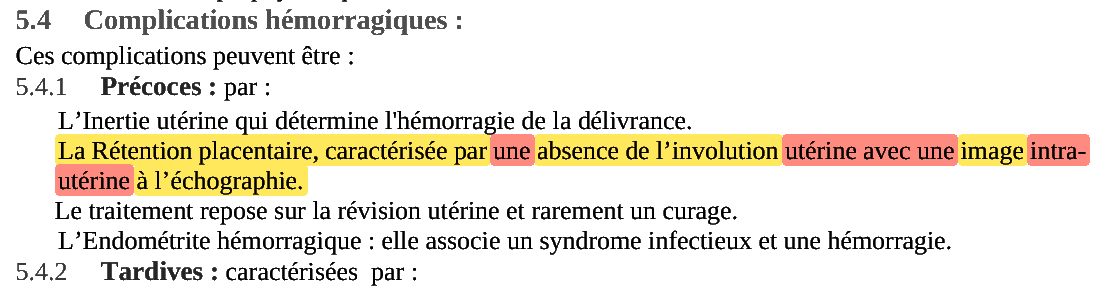 5.4 Complications hémorragiques :
Ces complications peuvent être :
5.4.1 Précoces : par :
L’Inertie utérine qui détermine l'hémorragie de la délivrance.
La Rétention placentaire, caractérisée par une absence de l’involution utérine avec une image intra-
utérine à l’échographie.
Le traitement repose sur la révision utérine et rarement un curage.
L’Endométrite hémorragique : elle associe un syndrome infectieux et une hémorragie.
5.4.2 Tardives : caractérisées par :